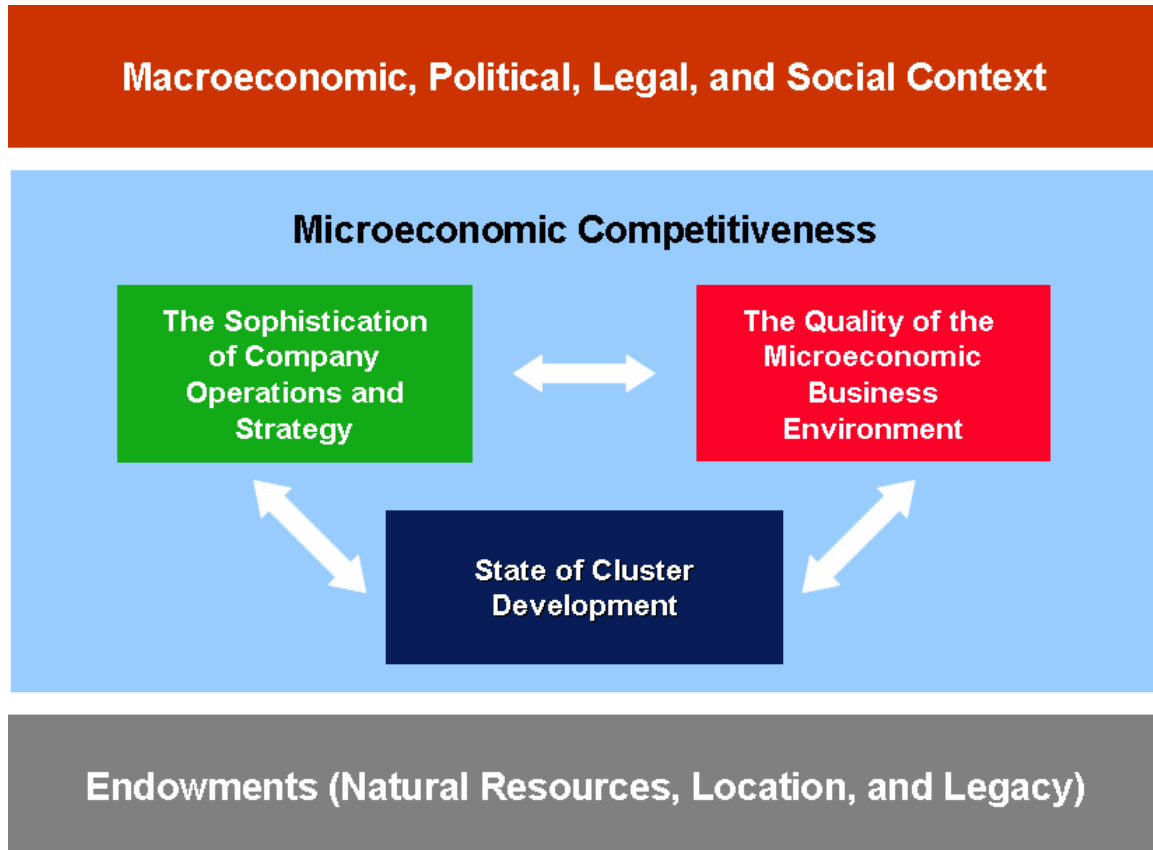 Macroeconomic, Political, Legal, and Social Context
Microeconomic Competitiveness
The Sophistication
of Company
Operations and
Strategy
The Quality of the
Microeconomic
Business
Environment
State of Cluster
Development
Endowments (Natural Resources, Location, and Legacy)